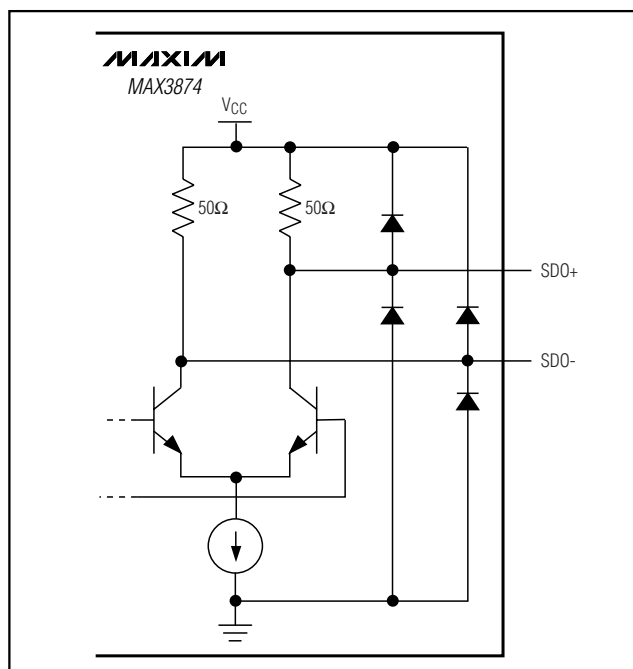 MAXIM
MAX3874
VCC
50Ω
50Ω
SDO+
SDO-